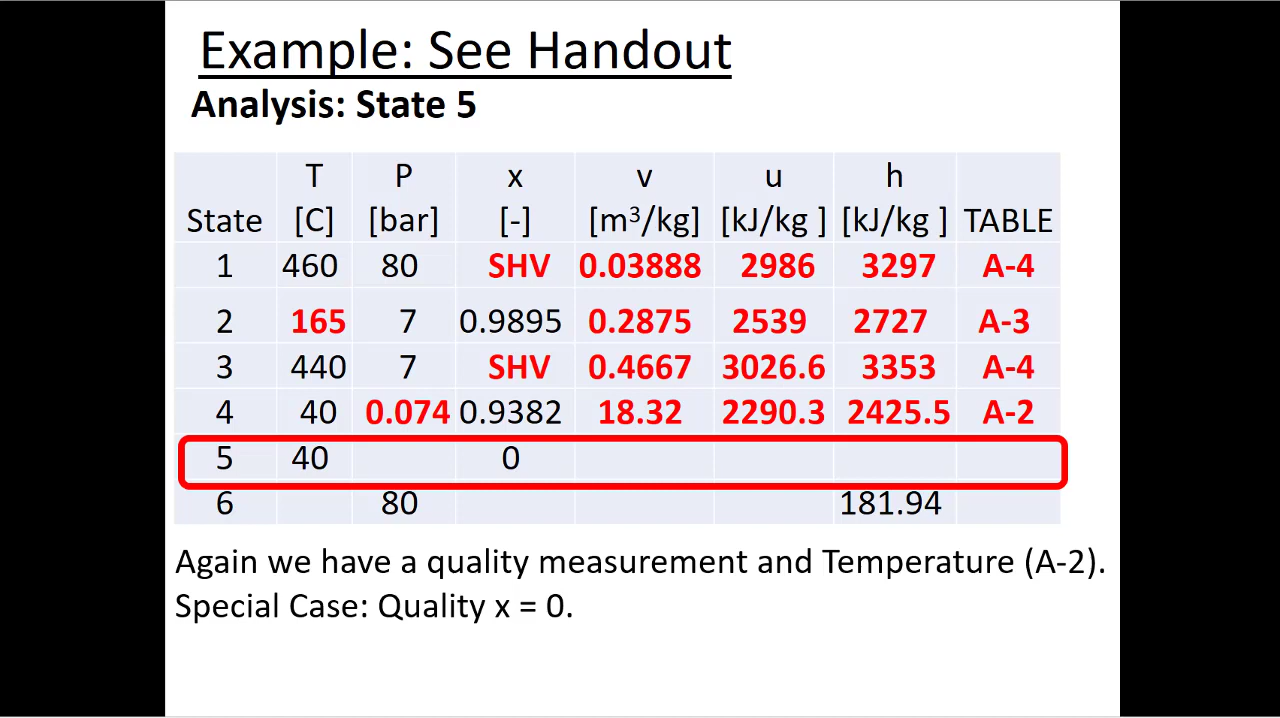 Example: See Handout
Analysis: State 5
T P x v u h
State [C] [bar] [-] [m³/kg] [kJ/kg ] [kJ/kg ] TABLE
1 460 80 SHV 0.03888 2986 3297 A-4
2 165 7 0.9895 0.2875 2539 2727 A-3
3 440 7 SHV 0.4667 3026.6 3353 A-4
4 40 0.074 0.9382 18.32 2290.3 2425.5 A-2
5 40 0
6 80 181.94
Again we have a quality measurement and Temperature (A-2).
Special Case: Quality x = 0.